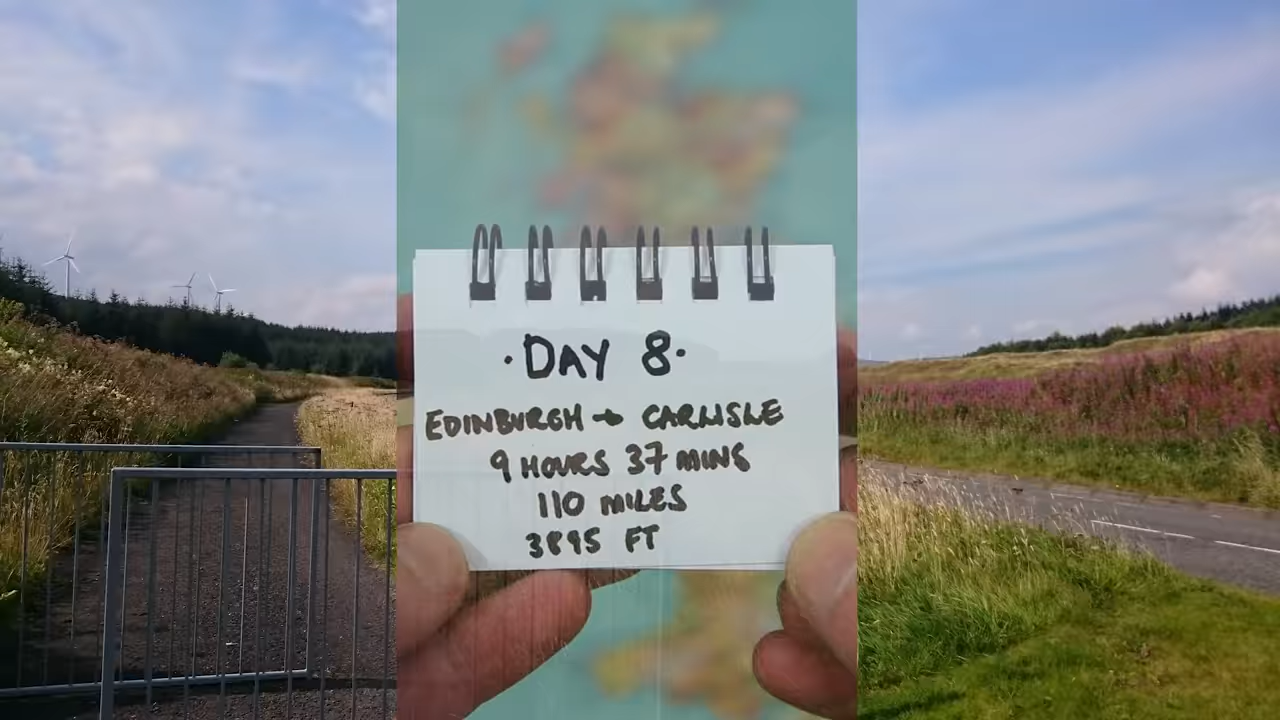 ·DAY 8·
EDINBURGH → CARLISLE
9 HOURS 37 MINS
110 MILES
3895 FT